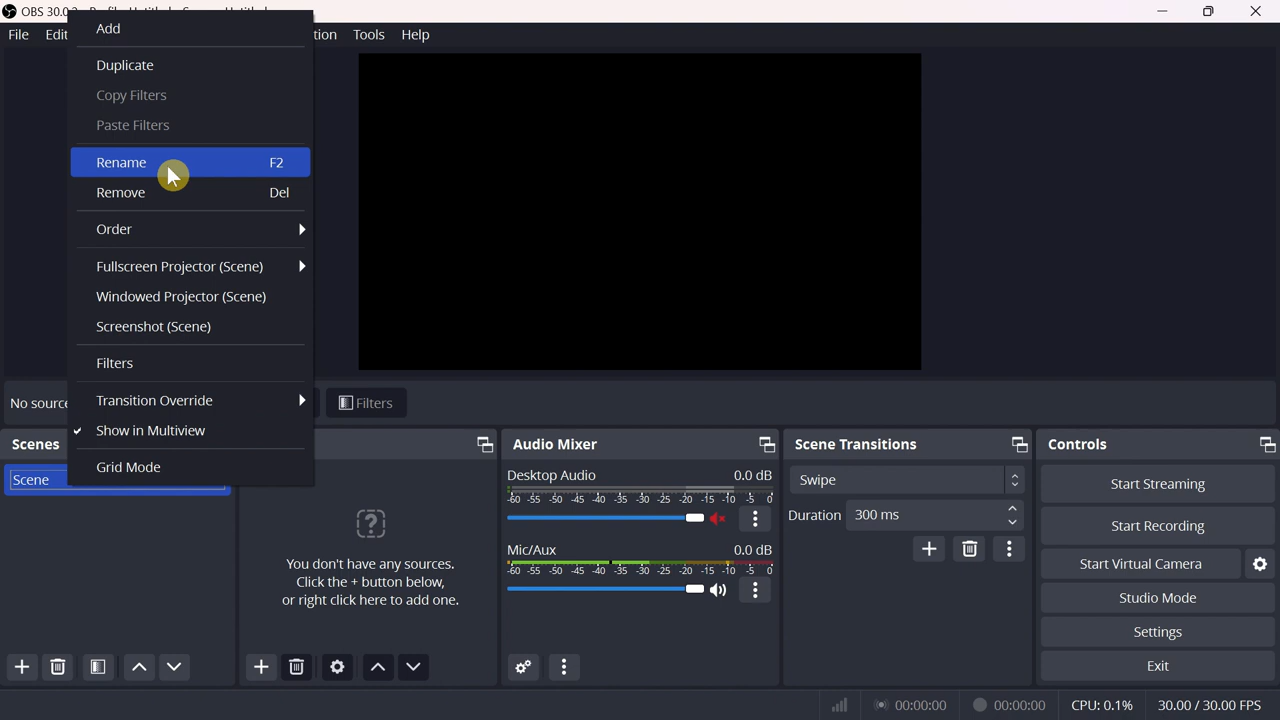 OBS 30.0.2
File
Edit
tion
Tools
Help
Add
Duplicate
Copy Filters
Paste Filters
Rename F2
Remove Del
Order
Fullscreen Projector (Scene)
Windowed Projector (Scene)
Screenshot (Scene)
Filters
Transition Override
Show in Multiview
Grid Mode
No source
Filters
Scenes
Scene
You don't have any sources.
Click the + button below,
or right click here to add one.
Audio Mixer
Desktop Audio 0.0 dB
-60 -55 -50 -45 -40 -35 -30 -25 -20 -15 -10 -5 0
Mic/Aux 0.0 dB
-60 -55 -50 -45 -40 -35 -30 -25 -20 -15 -10 -5 0
Scene Transitions
Swipe
Duration 300 ms
Controls
Start Streaming
Start Recording
Start Virtual Camera
Studio Mode
Settings
Exit
00:00:00
00:00:00
CPU: 0.1%
30.00 / 30.00 FPS